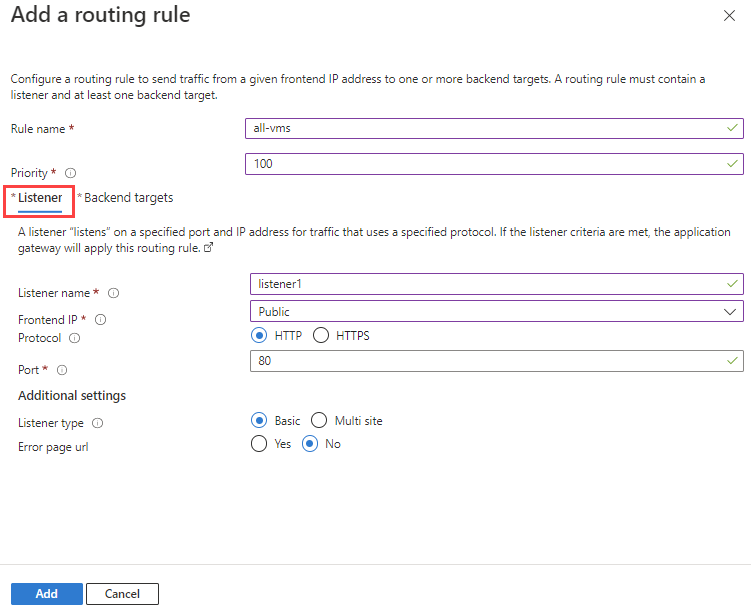 Add a routing rule
Configure a routing rule to send traffic from a given frontend IP address to one or more backend targets. A routing rule must contain a
listener and at least one backend target.
Rule name * all-vms
Priority * 100
* Listener * Backend targets
A listener “listens” on a specified port and IP address for traffic that uses a specified protocol. If the listener criteria are met, the application
gateway will apply this routing rule.
Listener name * listener1
Frontend IP * Public
Protocol HTTP HTTPS
Port * 80
Additional settings
Listener type Basic Multi site
Error page url Yes No
Add Cancel